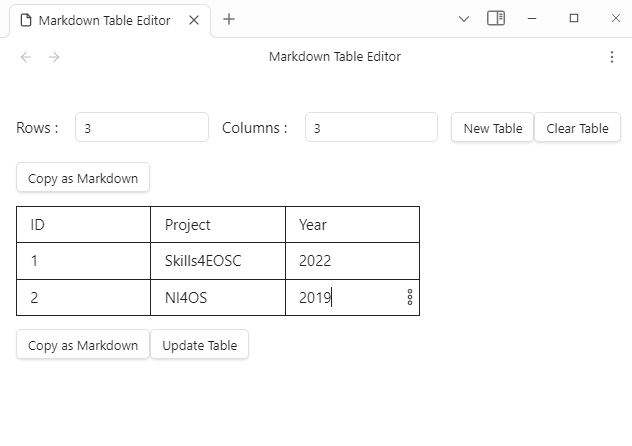 Markdown Table Editor
Markdown Table Editor
Rows : 3 Columns : 3 New Table Clear Table
Copy as Markdown
ID Project Year
1 Skills4EOSC 2022
2 NI4OS 2019
Copy as Markdown Update Table